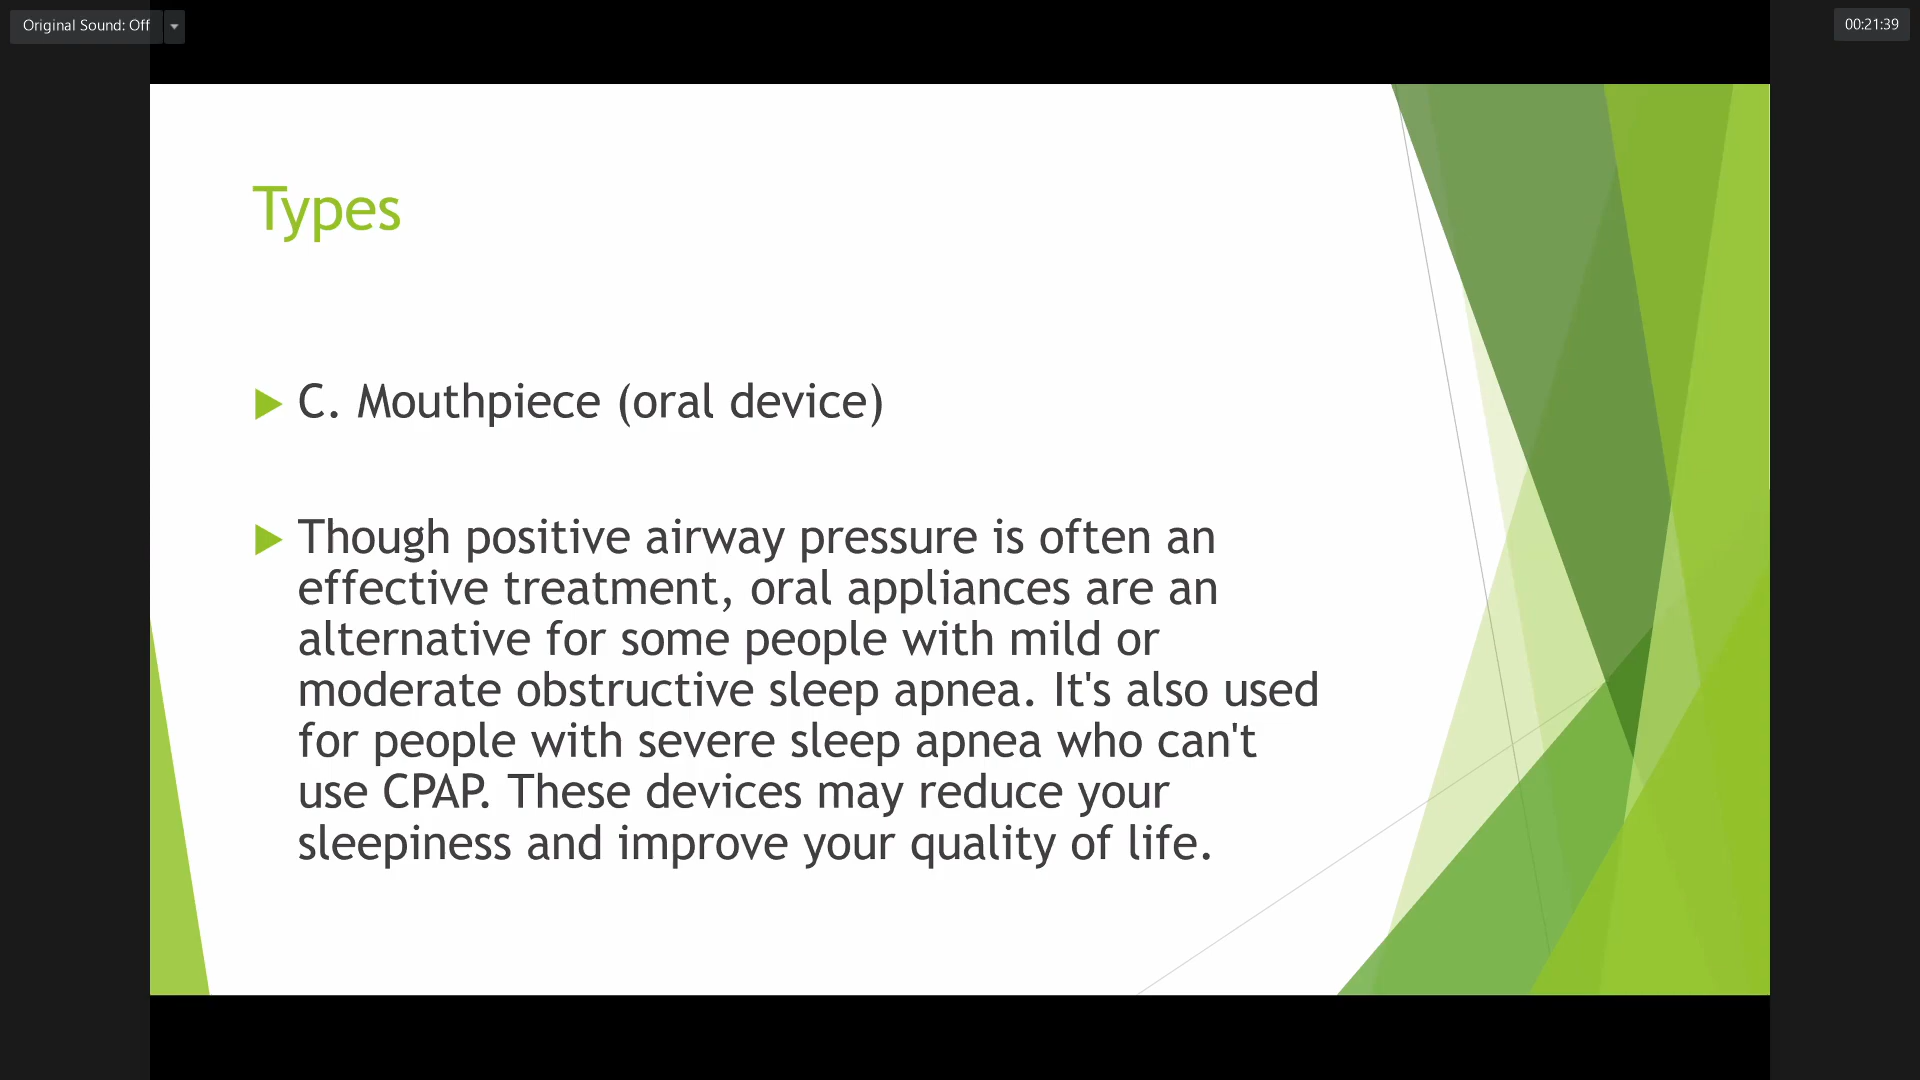 Original Sound: Off
00:21:39
Types
C. Mouthpiece (oral device)
Though positive airway pressure is often an
effective treatment, oral appliances are an
alternative for some people with mild or
moderate obstructive sleep apnea. It's also used
for people with severe sleep apnea who can't
use CPAP. These devices may reduce your
sleepiness and improve your quality of life.